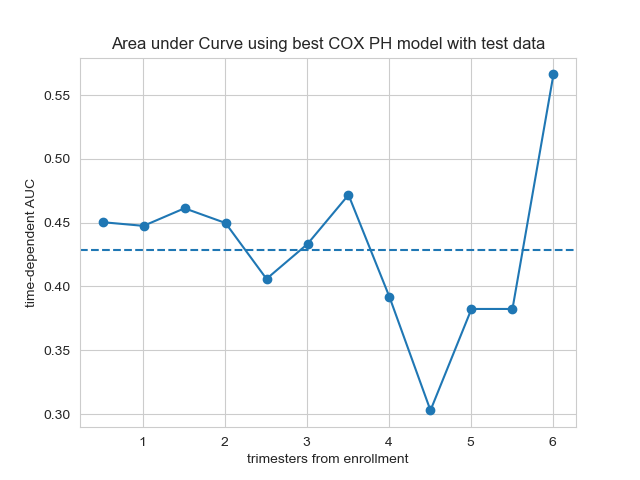 Area under Curve using best COX PH model with test data
time-dependent AUC
0.55
0.50
0.45
0.40
0.35
0.30
1 2 3 4 5 6
trimesters from enrollment